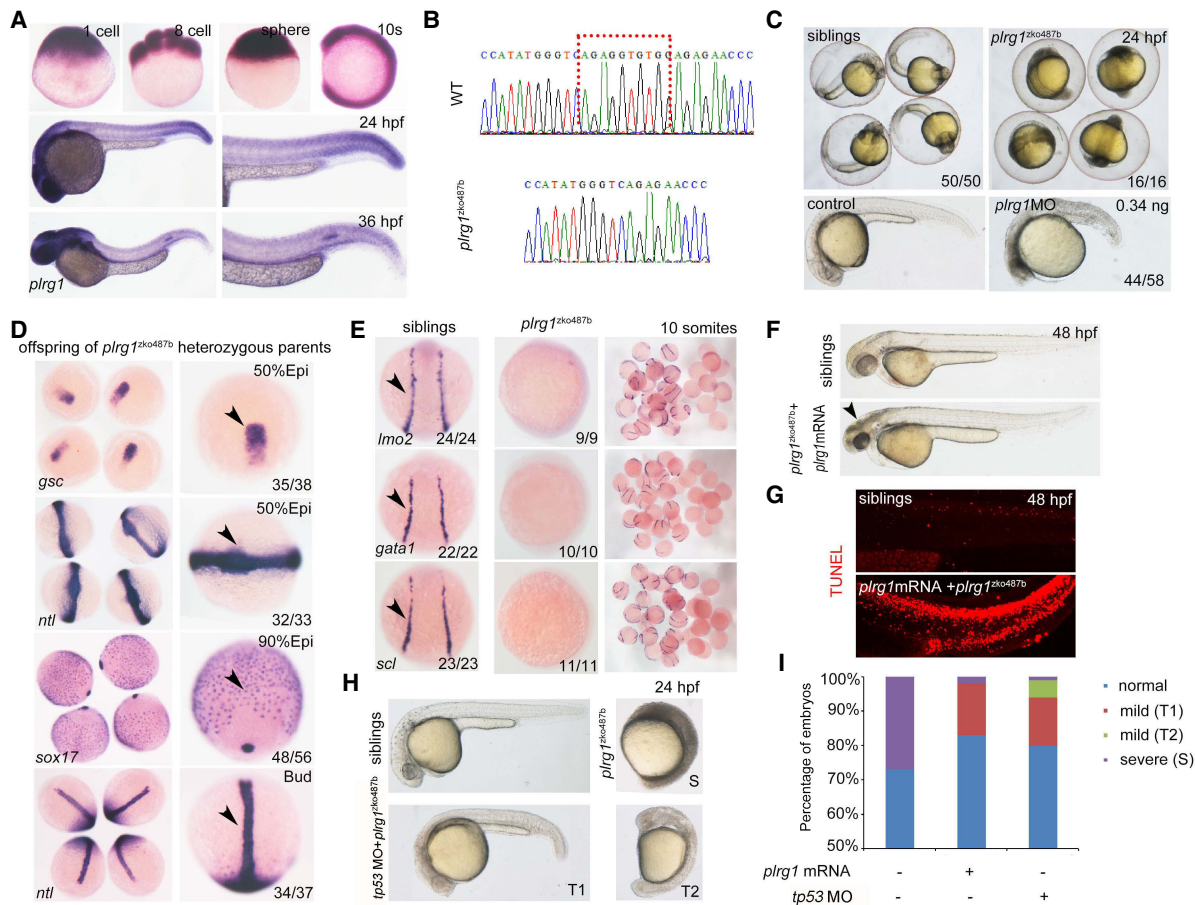 A
1 cell
8 cell
sphere
10s
24 hpf
36 hpf
plrg1
B
WT
CCATATGGGTCAGAGGTGTGCAGAGAACCC
plrg1zko487b
CCATATGGGTCAGAGAACCC
C
siblings
50/50
plrg1zko487b
24 hpf
16/16
control
plrg1MO
0.34 ng
44/58
D
offspring of plrg1zko487b heterozygous parents
gsc
50%Epi
35/38
ntl
50%Epi
32/33
sox17
90%Epi
48/56
ntl
Bud
34/37
E
siblings
plrg1zko487b
10 somites
lmo2
24/24
9/9
gata1
22/22
10/10
scl
23/23
11/11
F
siblings
48 hpf
plrg1zko487b+
plrg1mRNA
G
TUNEL
siblings
48 hpf
plrg1mRNA +plrg1zko487b
H
24 hpf
siblings
plrg1zko487b
S
tp53 MO+plrg1zko487b
T1
T2
I
Percentage of embryos
100%
90%
80%
70%
60%
50%
normal
mild (T1)
mild (T2)
severe (S)
plrg1 mRNA - + -
tp53 MO - - +